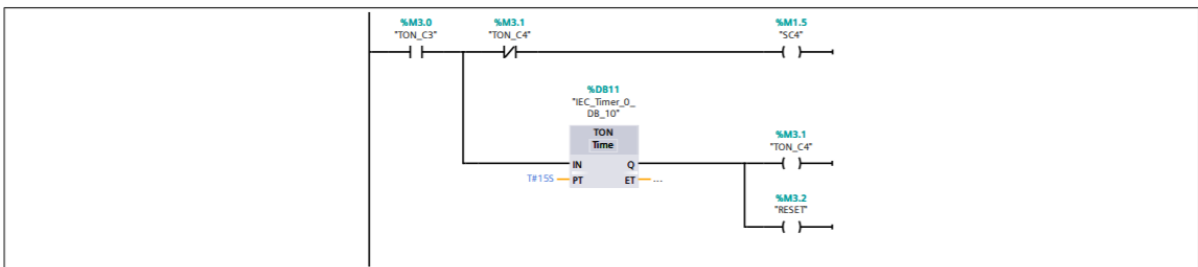 %M3.0 %M3.1 %M1.5
"TON_C3" "TON_C4" "SC4"
%DB11
"IEC_Timer_0_
DB_10"
TON
Time
%M3.1
"TON_C4"
IN Q
T#15S PT ET ...
%M3.2
"RESET"